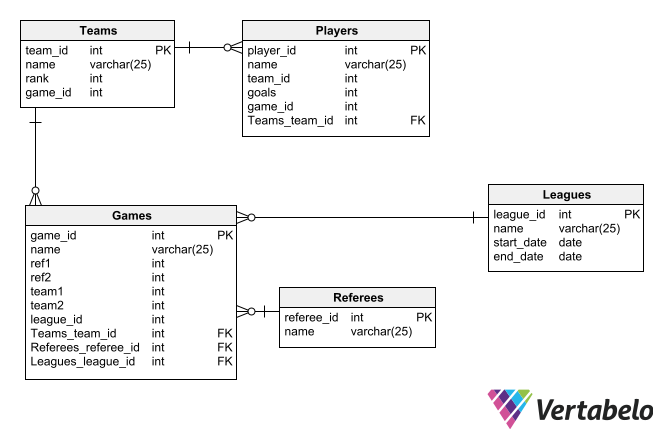 Teams
team_id int PK
name varchar(25)
rank int
game_id int
Players
player_id int PK
name varchar(25)
team_id int
goals int
game_id int
Teams_team_id int FK
Games
game_id int PK
name varchar(25)
ref1 int
ref2 int
team1 int
team2 int
league_id int
Teams_team_id int FK
Referees_referee_id int FK
Leagues_league_id int FK
Leagues
league_id int PK
name varchar(25)
start_date date
end_date date
Referees
referee_id int PK
name varchar(25)
Vertabelo